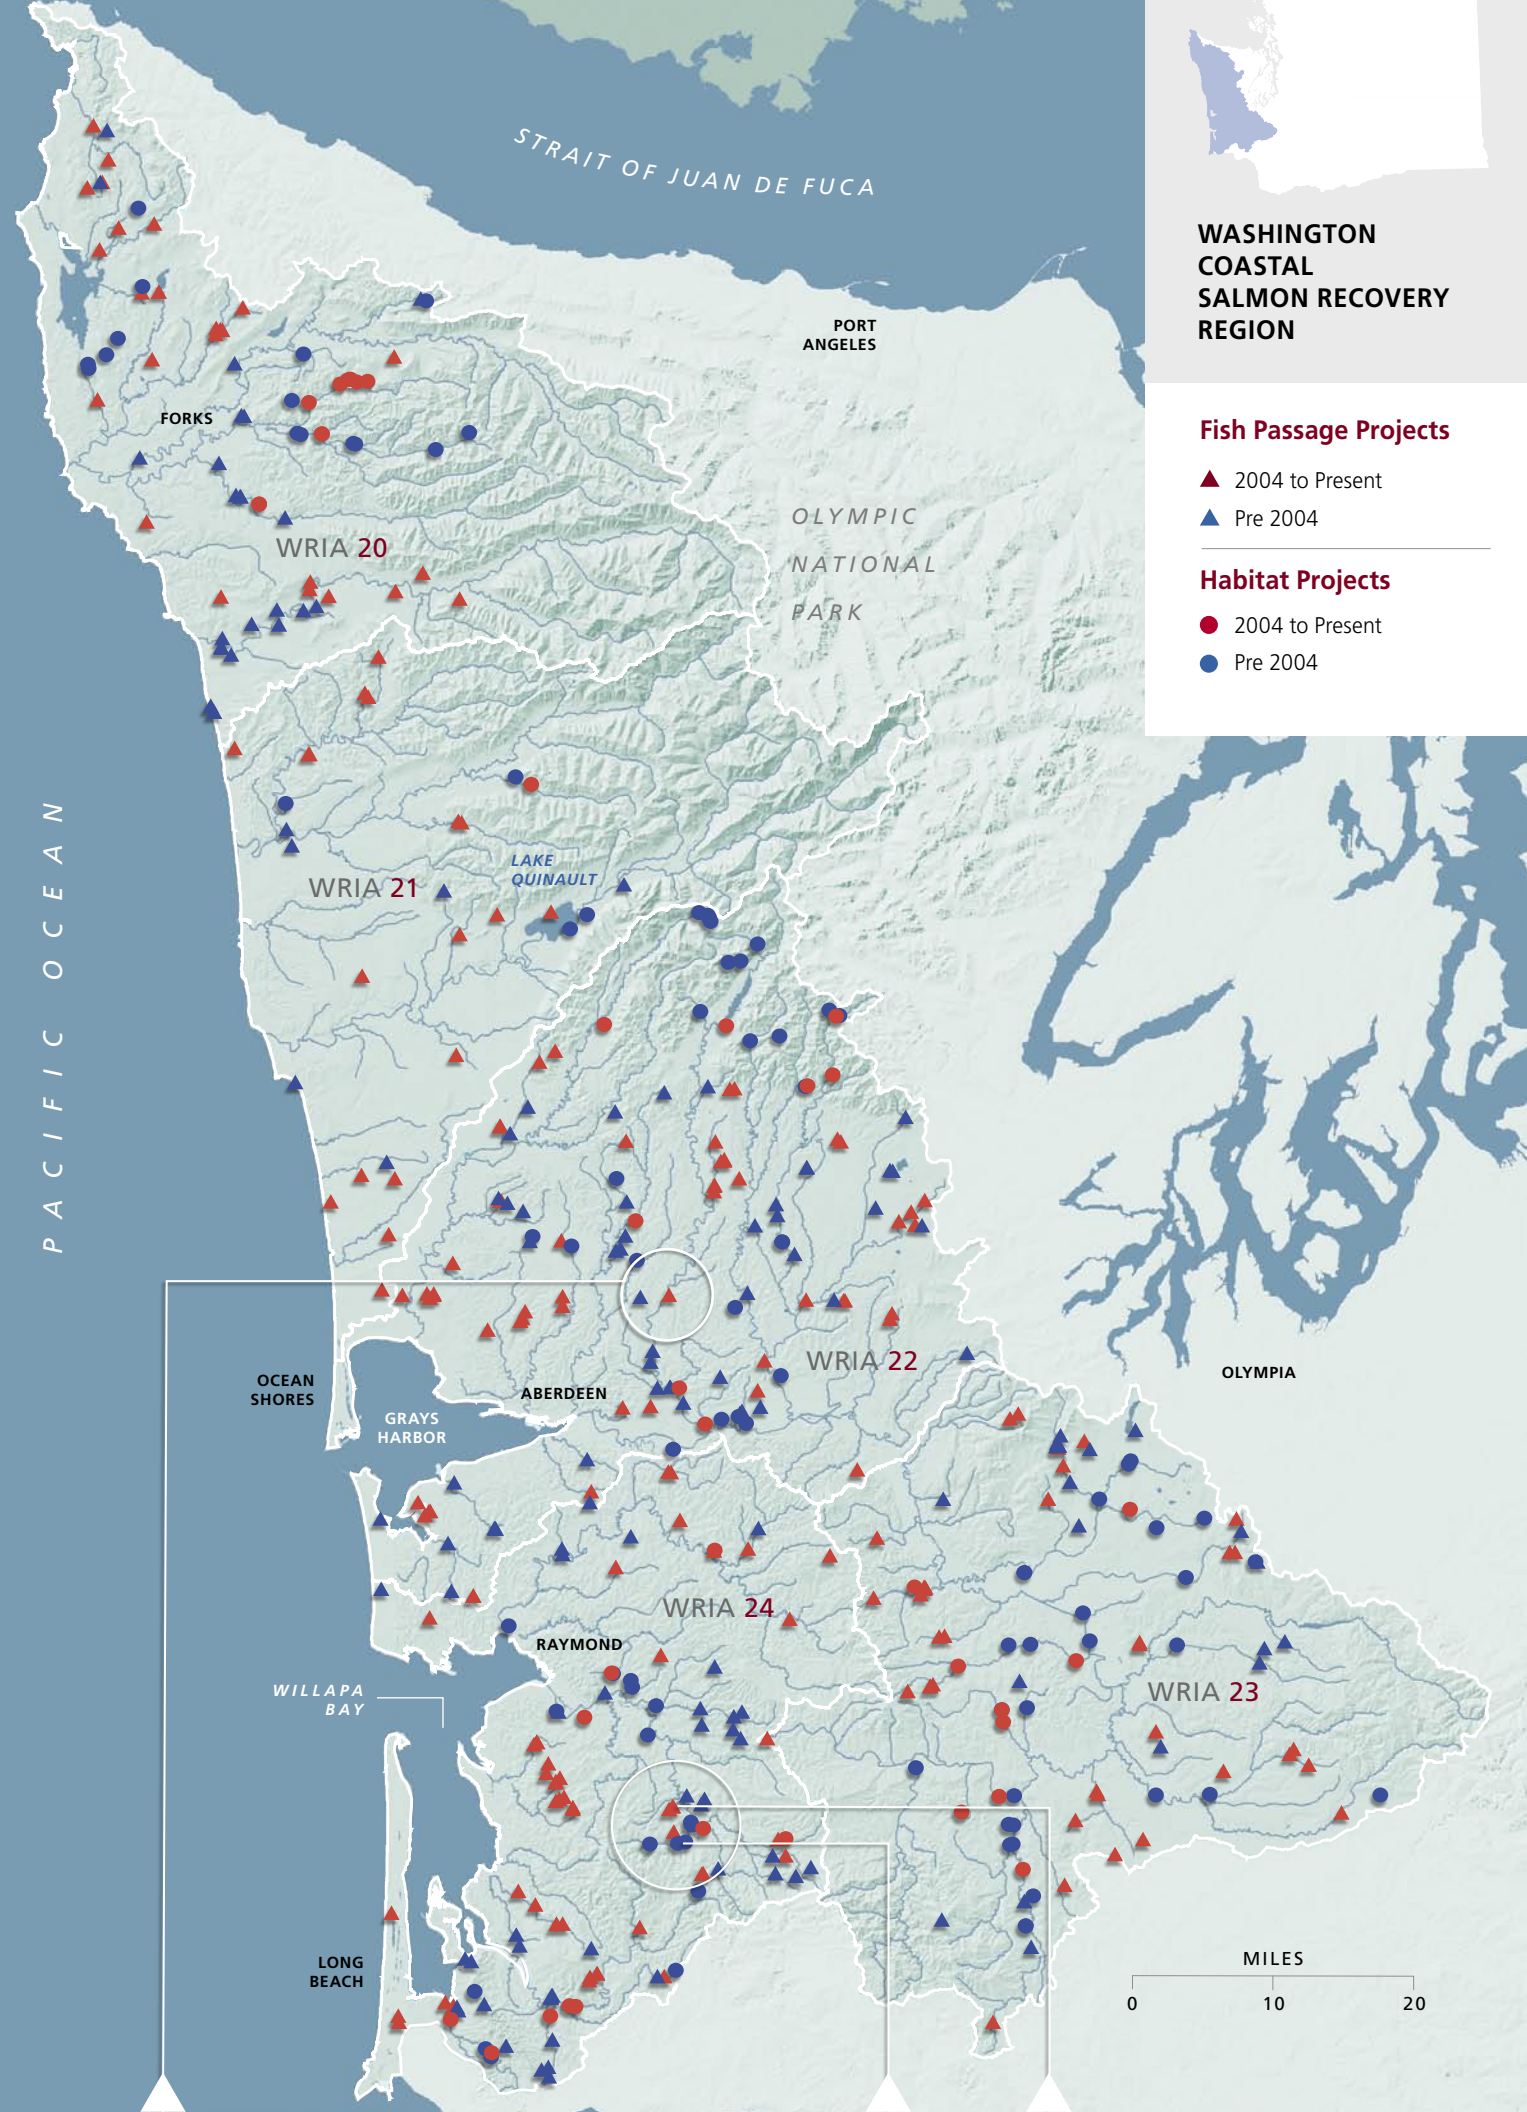 WASHINGTON
COASTAL
SALMON RECOVERY
REGION
Fish Passage Projects
2004 to Present
Pre 2004
Habitat Projects
2004 to Present
Pre 2004
STRAIT OF JUAN DE FUCA
PORT
ANGELES
FORKS
OLYMPIC
NATIONAL
PARK
WRIA 20
PACIFIC OCEAN
LAKE
QUINAULT
WRIA 21
WRIA 22
OLYMPIA
OCEAN
SHORES
ABERDEEN
GRAYS
HARBOR
WRIA 24
RAYMOND
WILLAPA
BAY
WRIA 23
LONG
BEACH
MILES
0 10 20